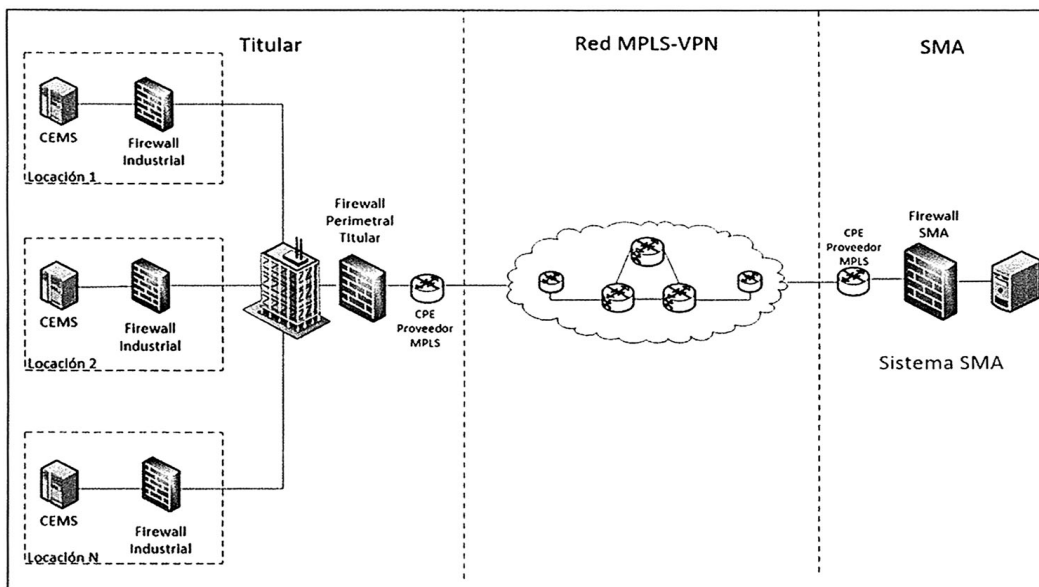 Titular
Red MPLS-VPN
SMA
CEMS
Firewall
Industrial
Locación 1
CEMS
Firewall
Industrial
Locación 2
CEMS
Firewall
Industrial
Locación N
Firewall
Perimetral
Titular
CPE
Proveedor
MPLS
CPE
Proveedor
MPLS
Firewall
SMA
Sistema SMA